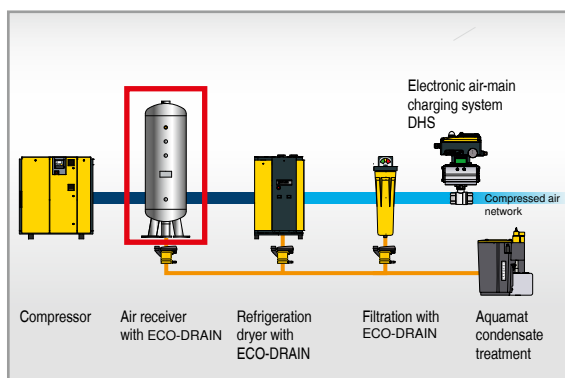 Electronic air-main
charging system
DHS
Compressed air
network
Compressor
Air receiver
with ECO-DRAIN
Refrigeration
dryer with
ECO-DRAIN
Filtration with
ECO-DRAIN
Aquamat
condensate
treatment